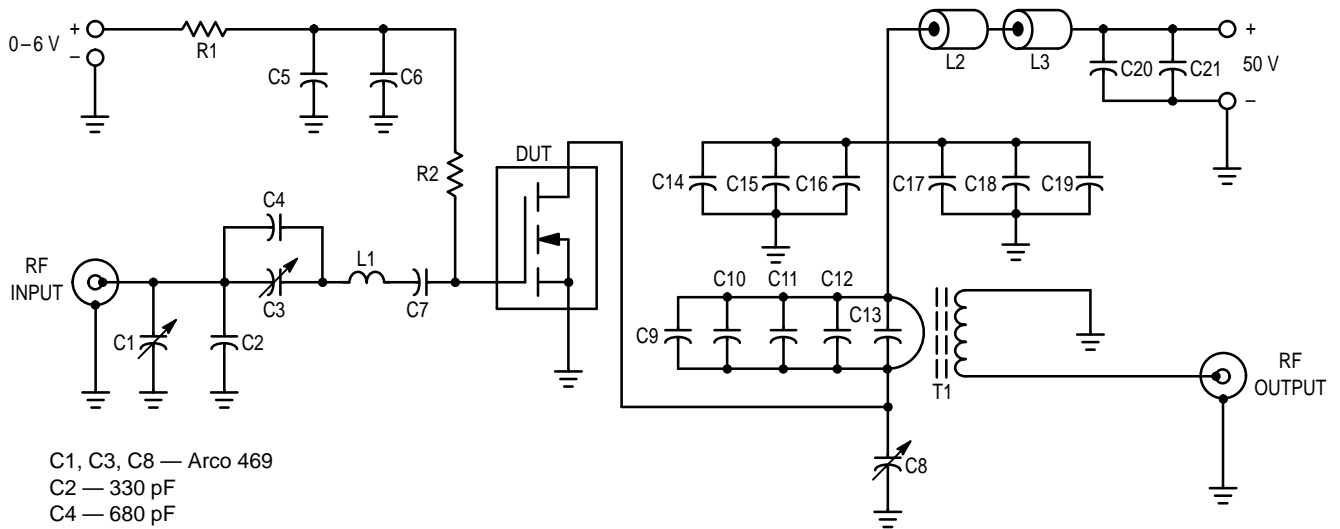 +
0–6 V
–
R1
C5
C6
R2
DUT
C4
RF
INPUT
L1
C3
C7
C1
C2
L2
L3
+
C20
C21
50 V
–
C14
C15
C16
C17
C18
C19
C10
C11
C12
C13
C9
T1
RF
OUTPUT
C8
C1, C3, C8 — Arco 469
C2 — 330 pF
C4 — 680 pF